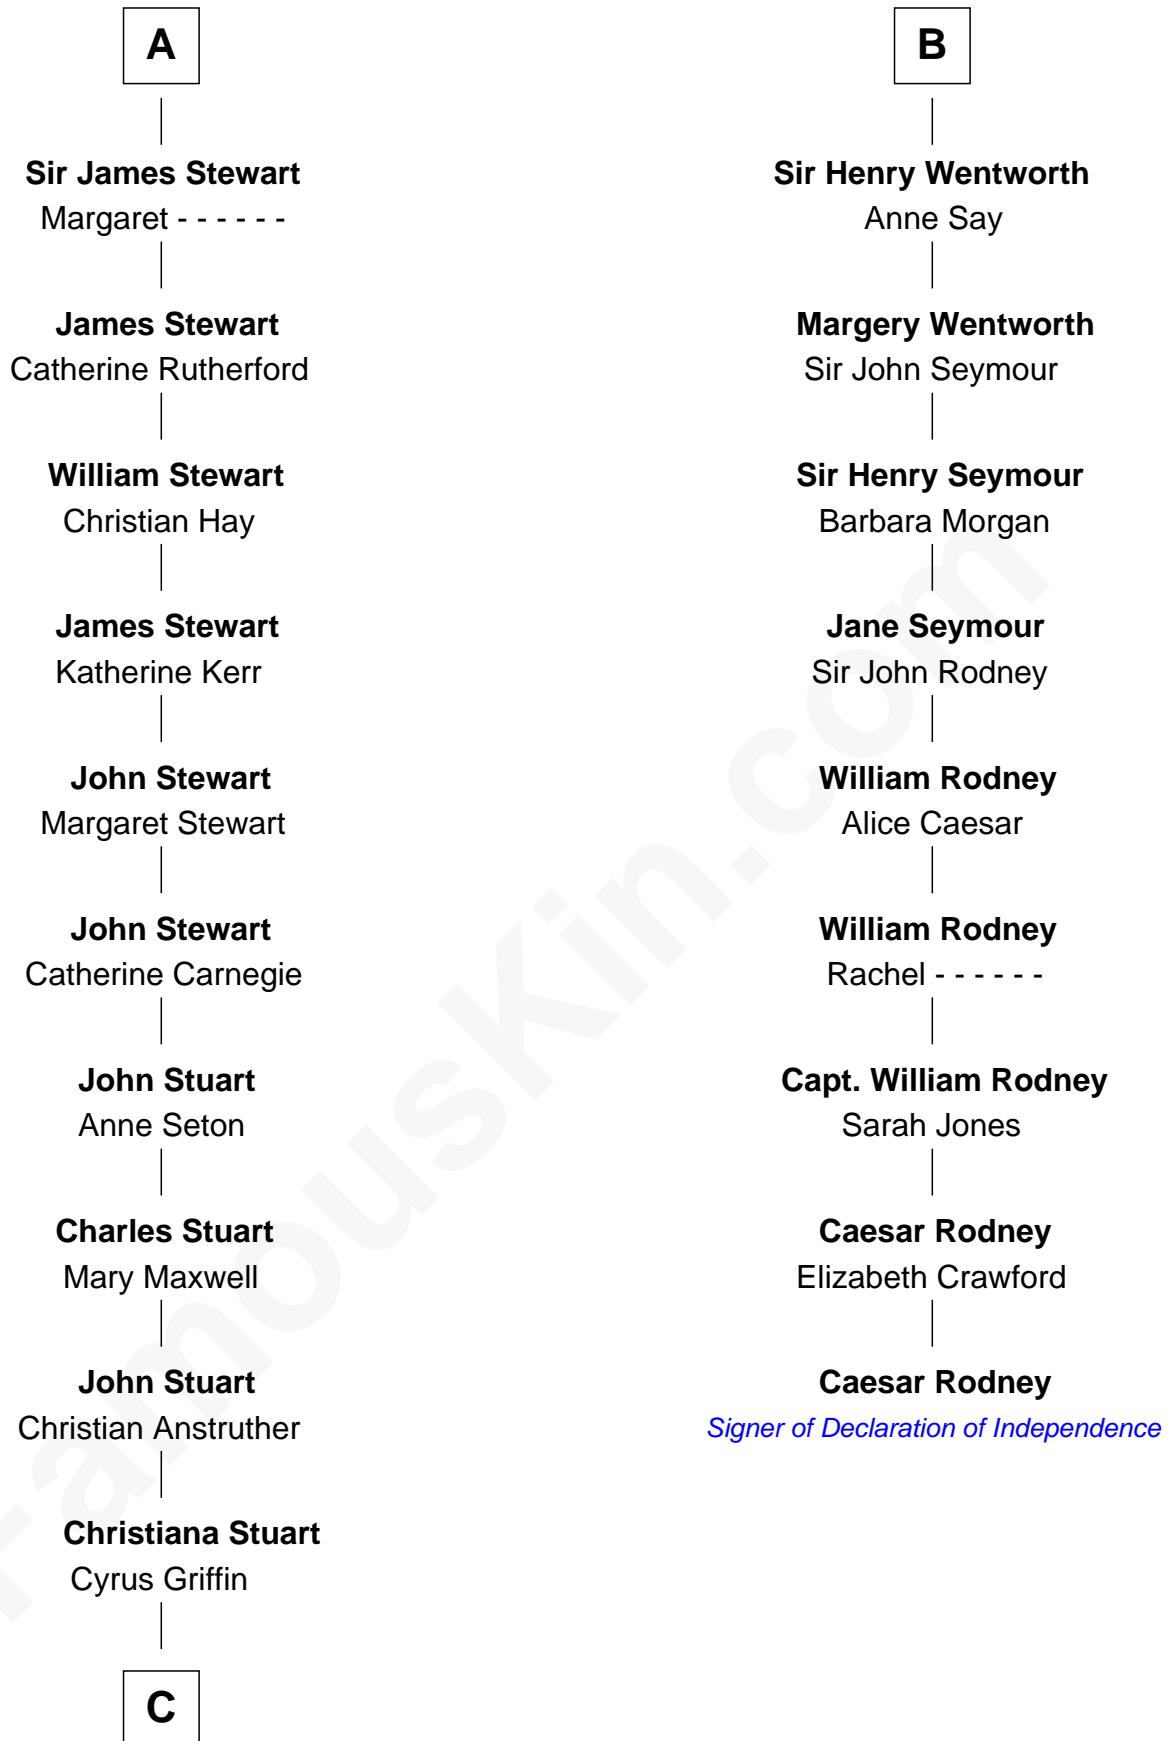 A
Sir James Stewart
Margaret - - - - - -
James Stewart
Catherine Rutherford
William Stewart
Christian Hay
James Stewart
Katherine Kerr
John Stewart
Margaret Stewart
John Stewart
Catherine Carnegie
John Stuart
Anne Seton
Charles Stuart
Mary Maxwell
John Stuart
Christian Anstruther
Christiana Stuart
Cyrus Griffin
C
B
Sir Henry Wentworth
Anne Say
Margery Wentworth
Sir John Seymour
Sir Henry Seymour
Barbara Morgan
Jane Seymour
Sir John Rodney
William Rodney
Alice Caesar
William Rodney
Rachel - - - - - -
Capt. William Rodney
Sarah Jones
Caesar Rodney
Elizabeth Crawford
Caesar Rodney
Signer of Declaration of Independence
FamousKin.com